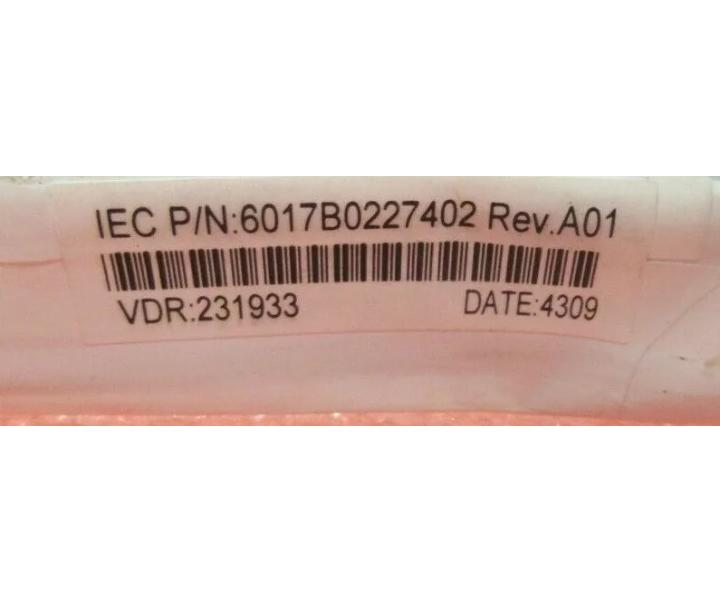 IEC P/N:6017B0227402 Rev.A01
VDR:231933 DATE:4309